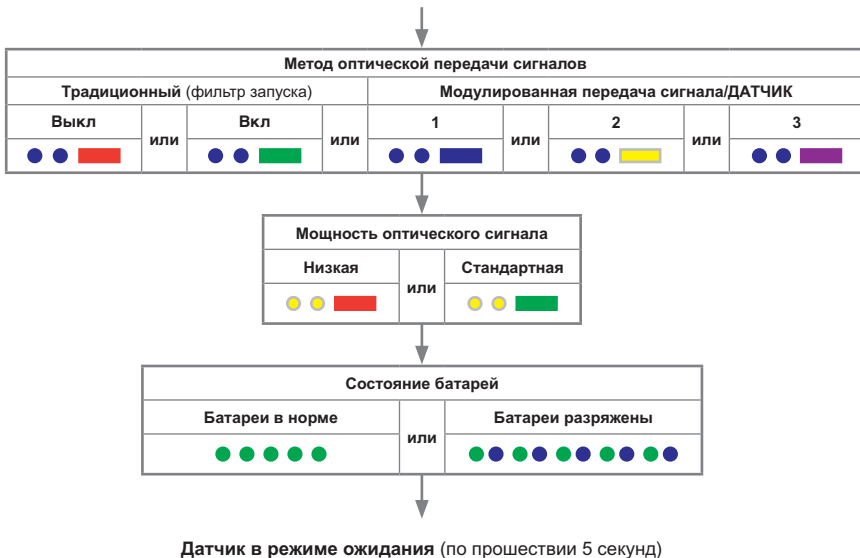 Метод оптической передачи сигналов
Традиционный (фильтр запуска)
Модулированная передача сигнала/ДАТЧИК
Выкл
или
Вкл
или
1
или
2
или
3
Мощность оптического сигнала
Низкая
или
Стандартная
Состояние батарей
Батареи в норме
или
Батареи разряжены
Датчик в режиме ожидания (по прошествии 5 секунд)